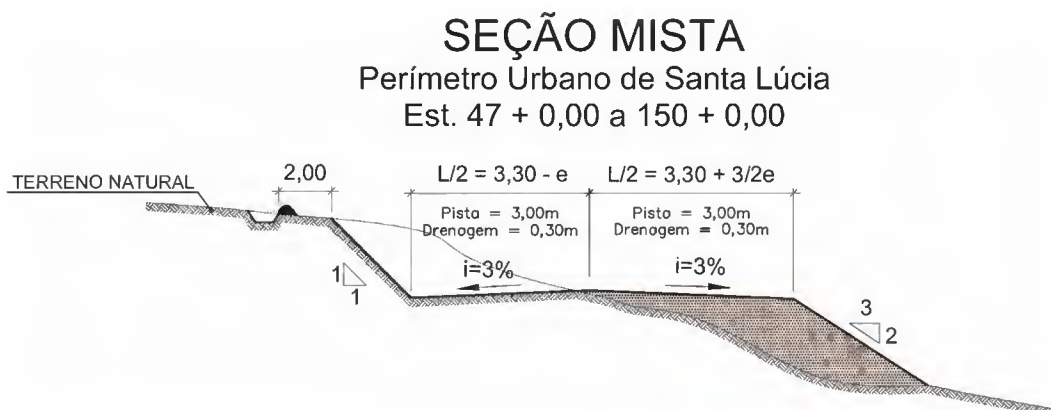 SEÇÃO MISTA
Perímetro Urbano de Santa Lúcia
Est. 47 + 0,00 a 150 + 0,00
TERRENO NATURAL
2,00
L/2 = 3,30 - e
L/2 = 3,30 + 3/2e
Pista = 3,00m
Drenagem = 0,30m
Pista = 3,00m
Drenagem = 0,30m
i=3%
i=3%
1
1
3
2